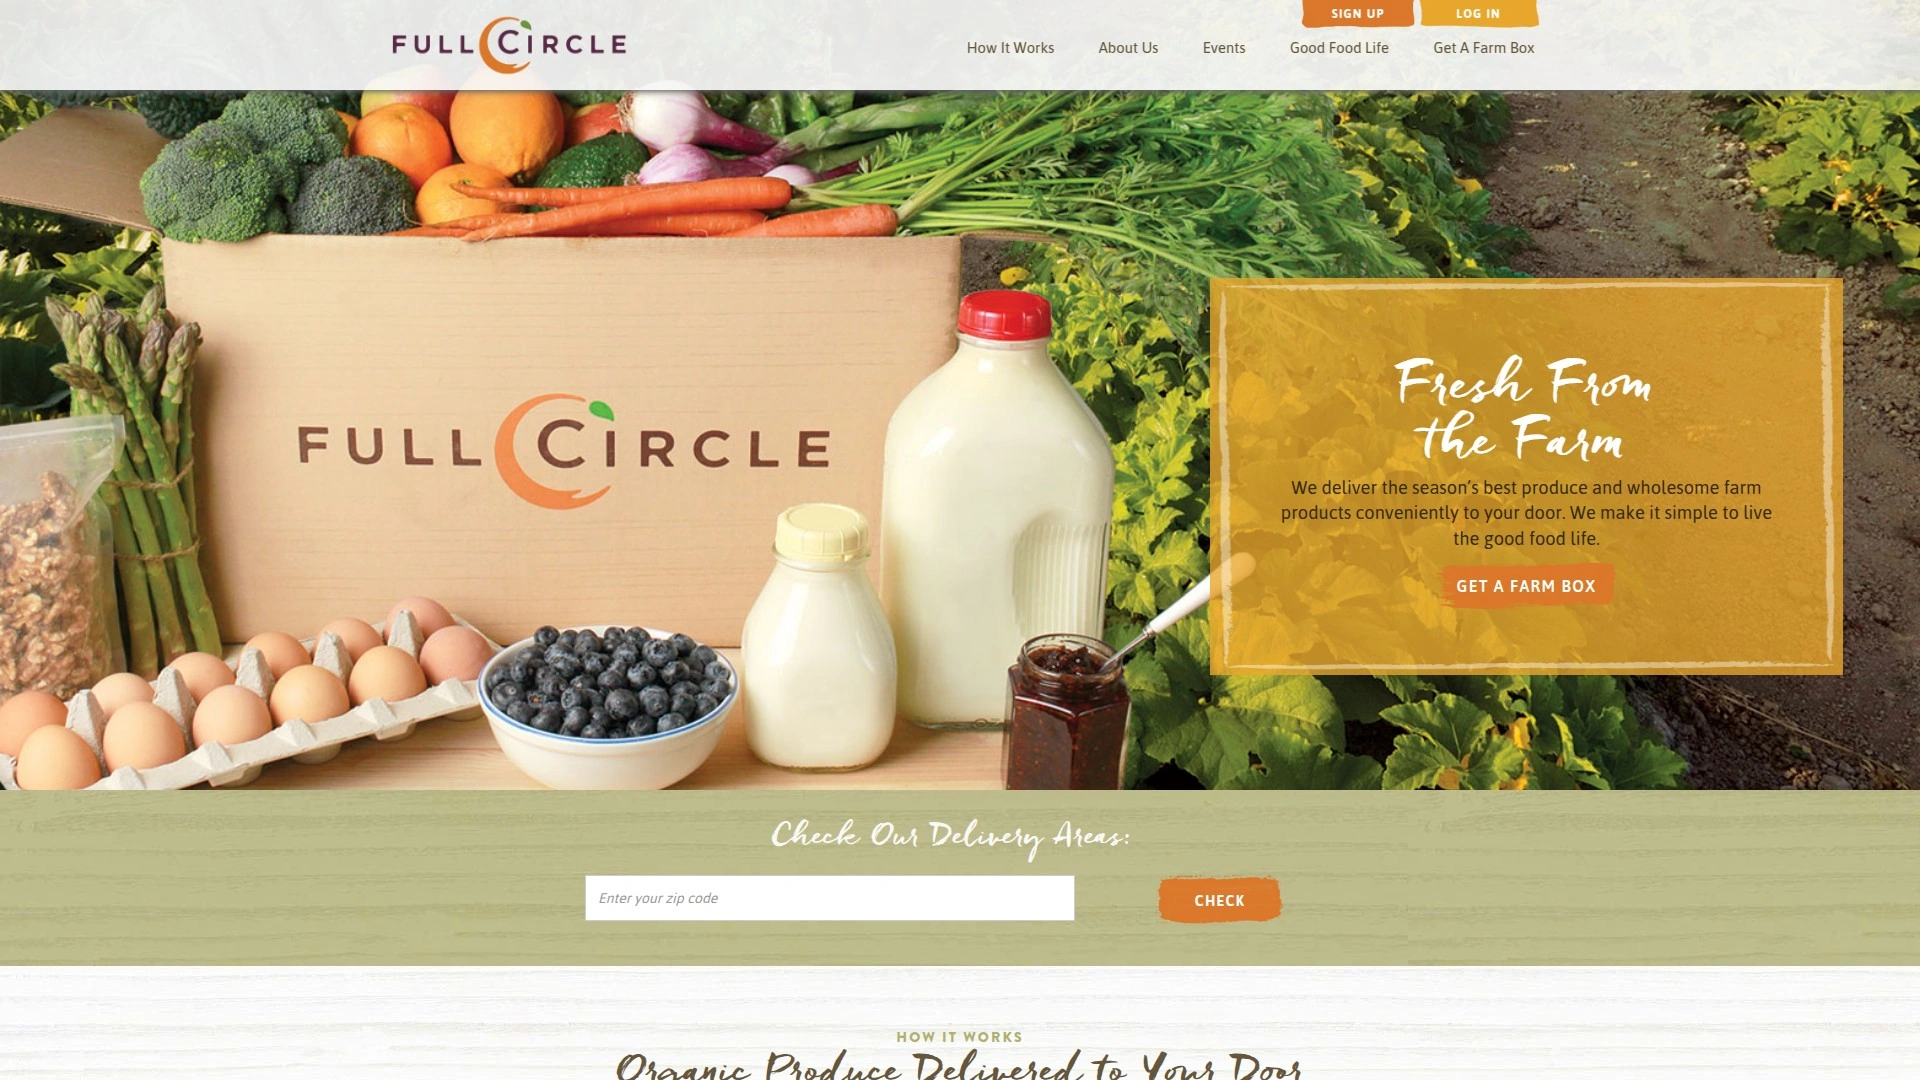 SIGN UP
LOG IN
FULL CIRCLE
How It Works
About Us
Events
Good Food Life
Get A Farm Box
FULL CIRCLE
Fresh From
the Farm
We deliver the season’s best produce and wholesome farm
products conveniently to your door. We make it simple to live
the good food life.
GET A FARM BOX
Check Our Delivery Areas:
Enter your zip code
CHECK
HOW IT WORKS
Organic Produce Delivered to Your Door